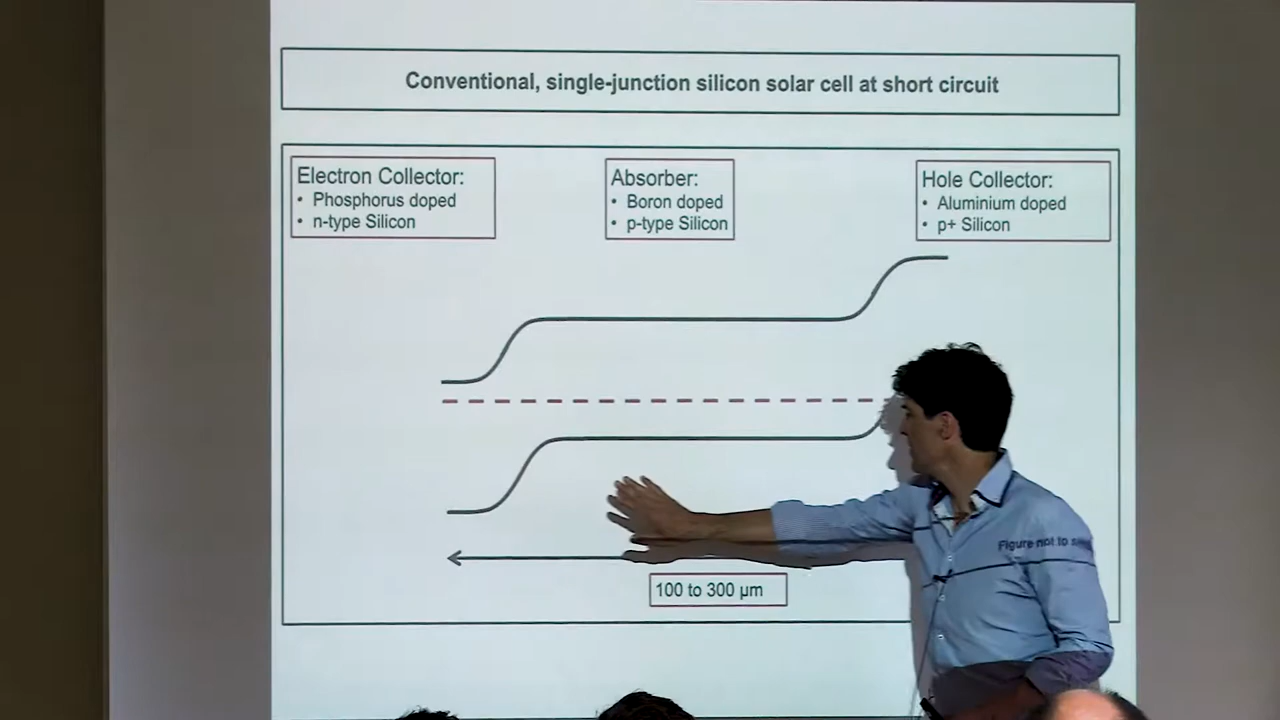 Conventional, single-junction silicon solar cell at short circuit
Electron Collector:
• Phosphorus doped
• n-type Silicon
Absorber:
• Boron doped
• p-type Silicon
Hole Collector:
• Aluminium doped
• p+ Silicon
Figure not to
100 to 300 µm